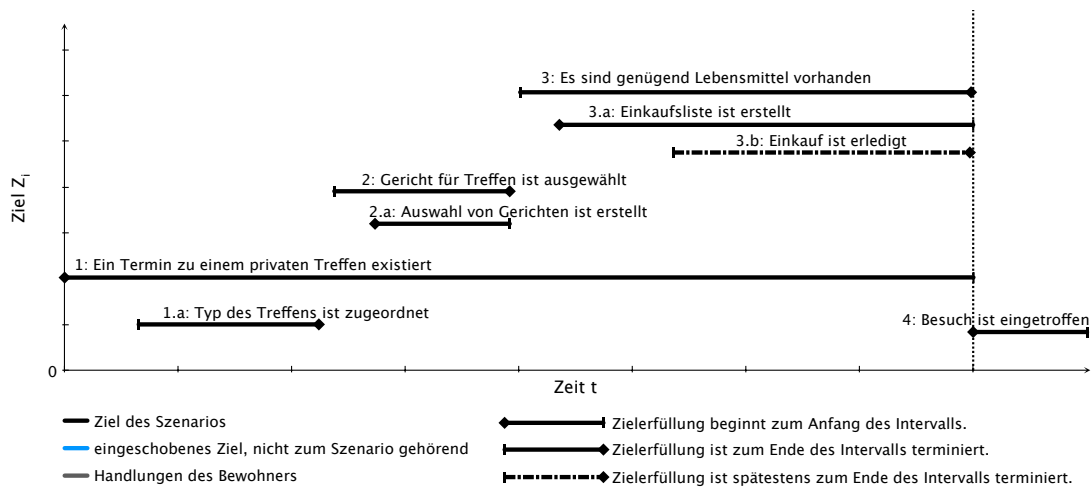 3: Es sind genügend Lebensmittel vorhanden
3.a: Einkaufsliste ist erstellt
3.b: Einkauf ist erledigt
2: Gericht für Treffen ist ausgewählt
2.a: Auswahl von Gerichten ist erstellt
1: Ein Termin zu einem privaten Treffen existiert
1.a: Typ des Treffens ist zugeordnet
4: Besuch ist eingetroffen
Ziel Zi
0
Zeit t
Ziel des Szenarios
eingeschobenes Ziel, nicht zum Szenario gehörend
Handlungen des Bewohners
Zielerfüllung beginnt zum Anfang des Intervalls.
Zielerfüllung ist zum Ende des Intervalls terminiert.
Zielerfüllung ist spätestens zum Ende des Intervalls terminiert.